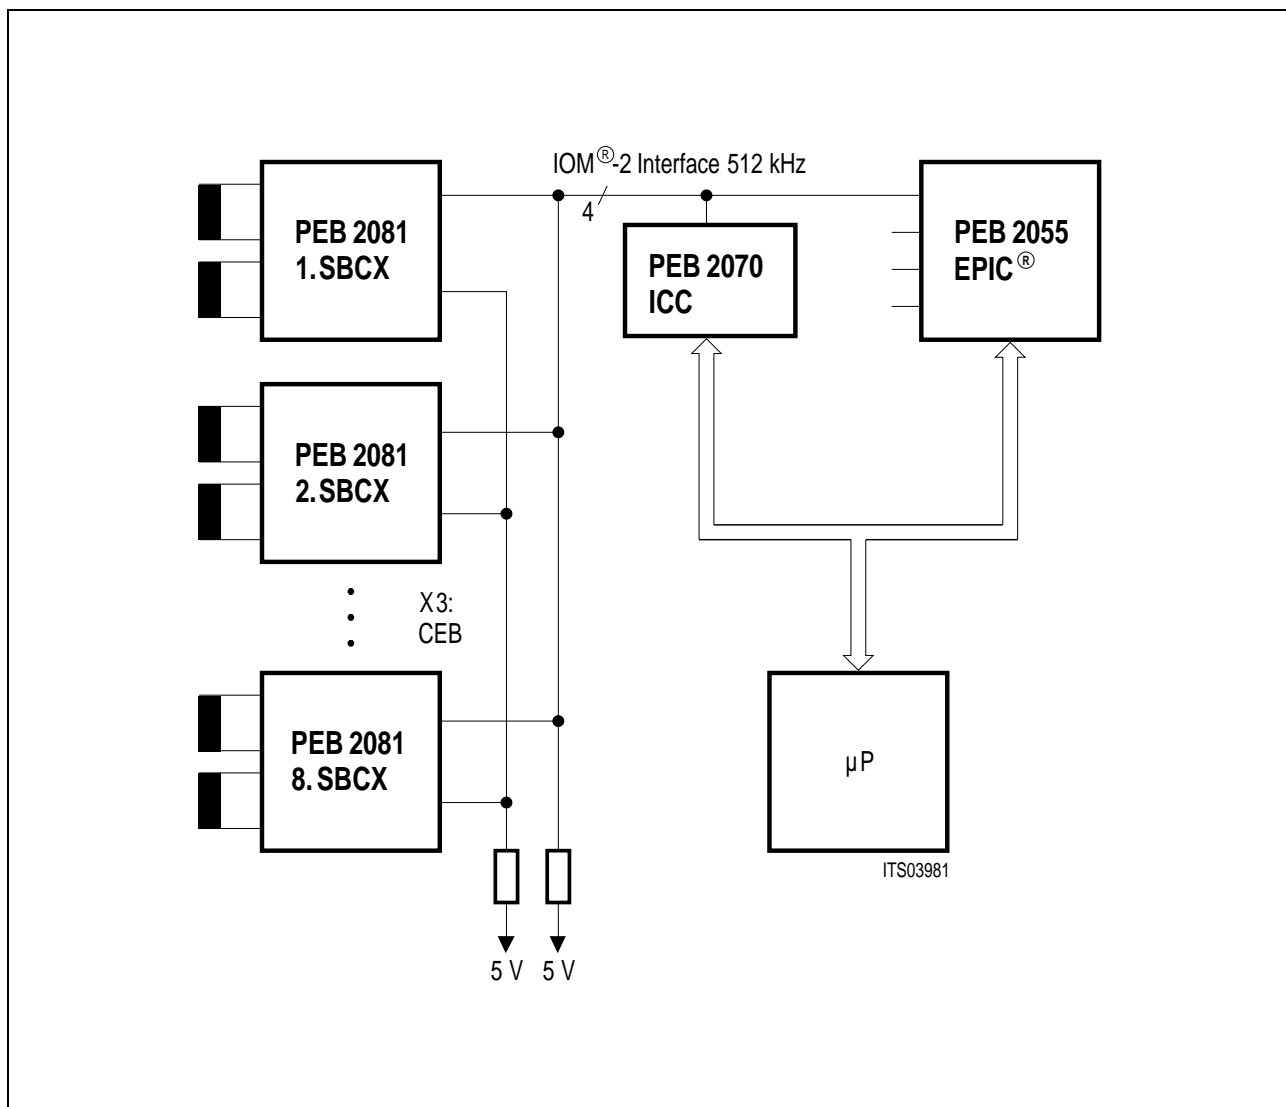 IOM®-2 Interface 512 kHz
4
PEB 2081
1. SBCX
PEB 2070
ICC
PEB 2055
EPIC®
PEB 2081
2. SBCX
X3:
CEB
PEB 2081
8. SBCX
µP
ITS03981
5 V
5 V